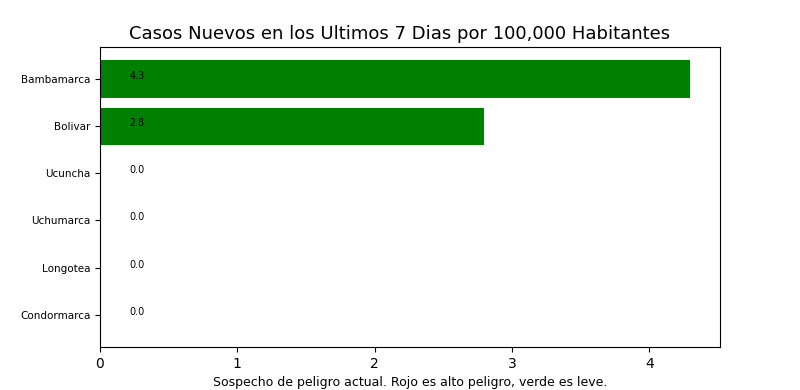 Casos Nuevos en los Ultimos 7 Dias por 100,000 Habitantes
Bambamarca 4.3
Bolivar 2.8
Ucuncha 0.0
Uchumarca 0.0
Longotea 0.0
Condormarca 0.0
0 1 2 3 4
Sospecho de peligro actual. Rojo es alto peligro, verde es leve.